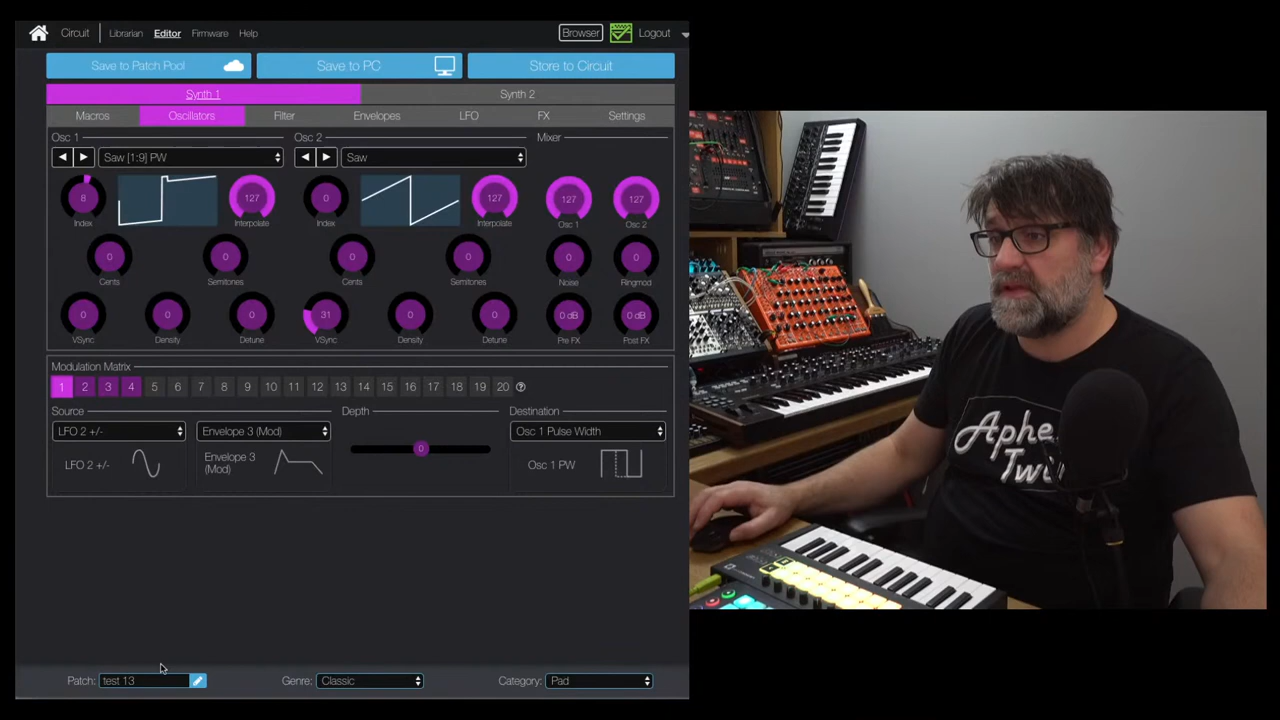 Circuit Librarian Editor Firmware Help Browser Logout
Save to Patch Pool Save to PC Store to Circuit
Synth 1 Synth 2
Macros Oscillators Filter Envelopes LFO FX Settings
Osc 1 Osc 2 Mixer
Saw [1:9] PW Saw
8 127 0 127 127 127
Index Interpolate Index Interpolate Osc 1 Osc 2
0 0 0 0 0 0
Cents Semitones Cents Semitones Noise Ringmod
0 0 0 31 0 0 0 dB 0 dB
VSync Density Detune VSync Density Detune Pre FX Post FX
Modulation Matrix
1 2 3 4 5 6 7 8 9 10 11 12 13 14 15 16 17 18 19 20 ?
Source Depth Destination
LFO 2 +/- Envelope 3 (Mod) Osc 1 Pulse Width
0
LFO 2 +/- Envelope 3 (Mod) Osc 1 PW
Patch: test 13 Genre: Classic Category: Pad
Aphe
Tw